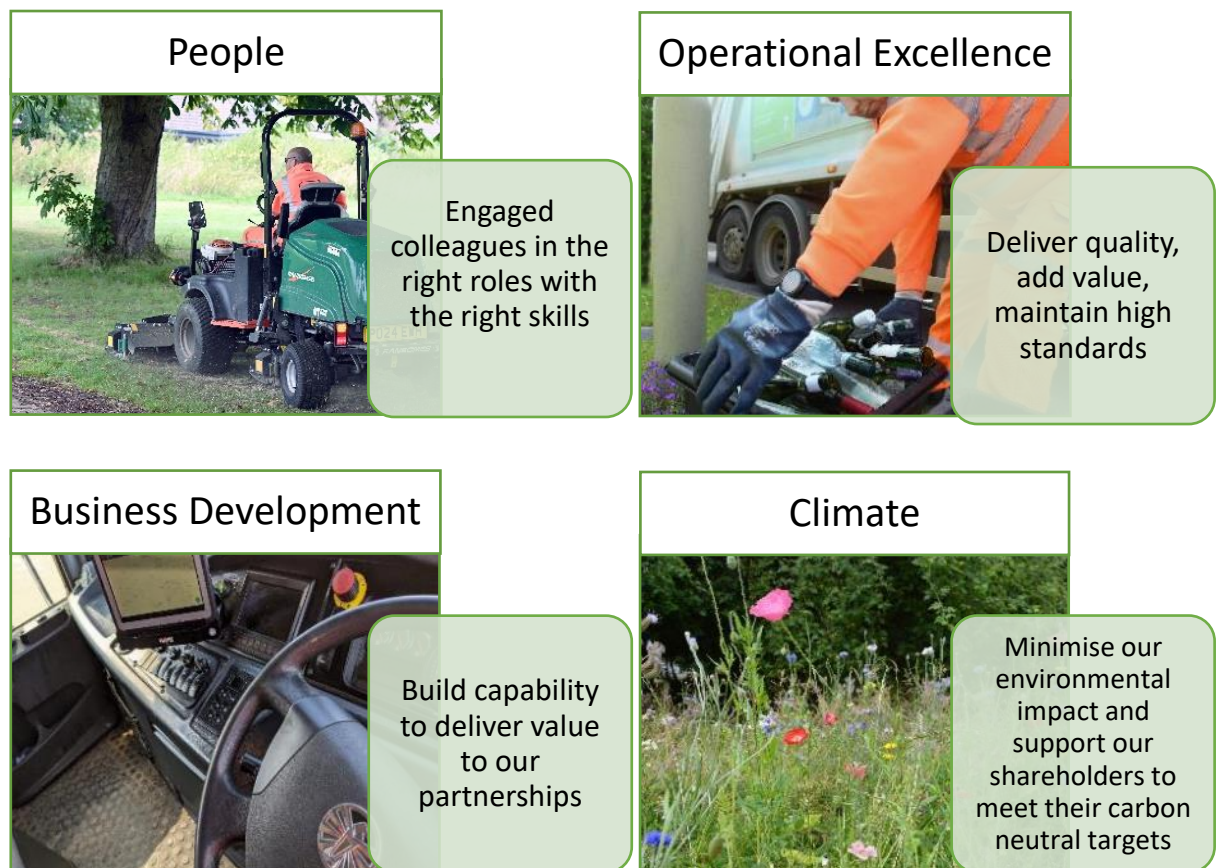 People
Engaged
colleagues in the
right roles with
the right skills
Operational Excellence
Deliver quality,
add value,
maintain high
standards
Business Development
Build capability
to deliver value
to our
partnerships
Climate
Minimise our
environmental
impact and
support our
shareholders to
meet their carbon
neutral targets